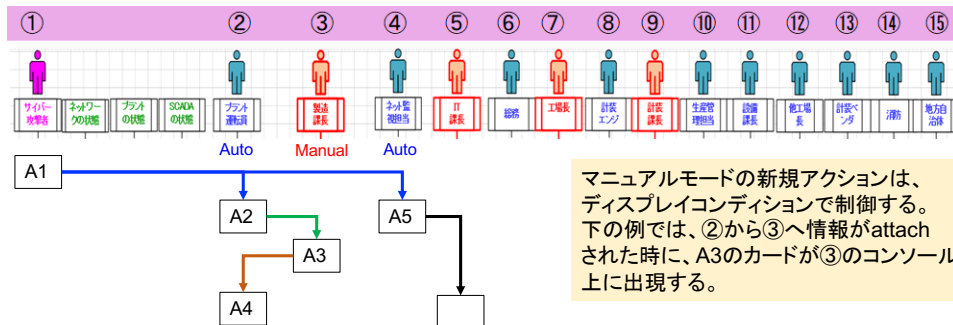 ① ② ③ ④ ⑤ ⑥ ⑦ ⑧ ⑨ ⑩ ⑪ ⑫ ⑬ ⑭ ⑮
サイバー
攻撃者
ネットワー
クの状態
プラント
の状態
SCADA
の状態
プラント
運転員
製造
課長
ネット監
視担当
IT
課長
総務
工場長
計装
エンジ
計装
課長
生産管
理担当
設備
課長
他工場
長
計装ベ
ンダ
消防
地方自
治体
Auto
Manual
Auto
A1
A2
A5
A3
A4
マニュアルモードの新規アクションは、
ディスプレイコンディションで制御する。
下の例では、②から③へ情報がattach
された時に、A3のカードが③のコンソール
上に出現する。